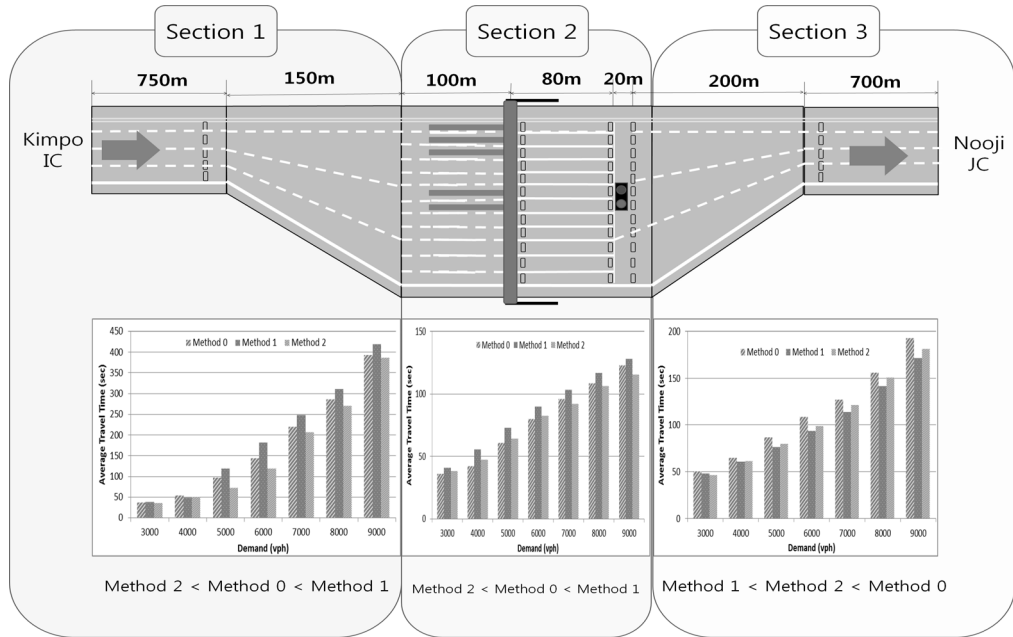 Section 1
Section 2
Section 3
750m
150m
100m
80m
20m
200m
700m
Kimpo
IC
Nooji
JC
Average Travel Time (sec)
450
400
350
300
250
200
150
100
50
0
Method 0
Method 1
Method 2
3000 4000 5000 6000 7000 8000 9000
Demand (vph)
Average Travel Time (sec)
150
100
50
0
Method 0
Method 1
Method 2
3000 4000 5000 6000 7000 8000 9000
Demand (vph)
Average Travel Time (sec)
200
150
100
50
0
Method 0
Method 1
Method 2
3000 4000 5000 6000 7000 8000 9000
Demand (vph)
Method 2 < Method 0 < Method 1
Method 2 < Method 0 < Method 1
Method 1 < Method 2 < Method 0